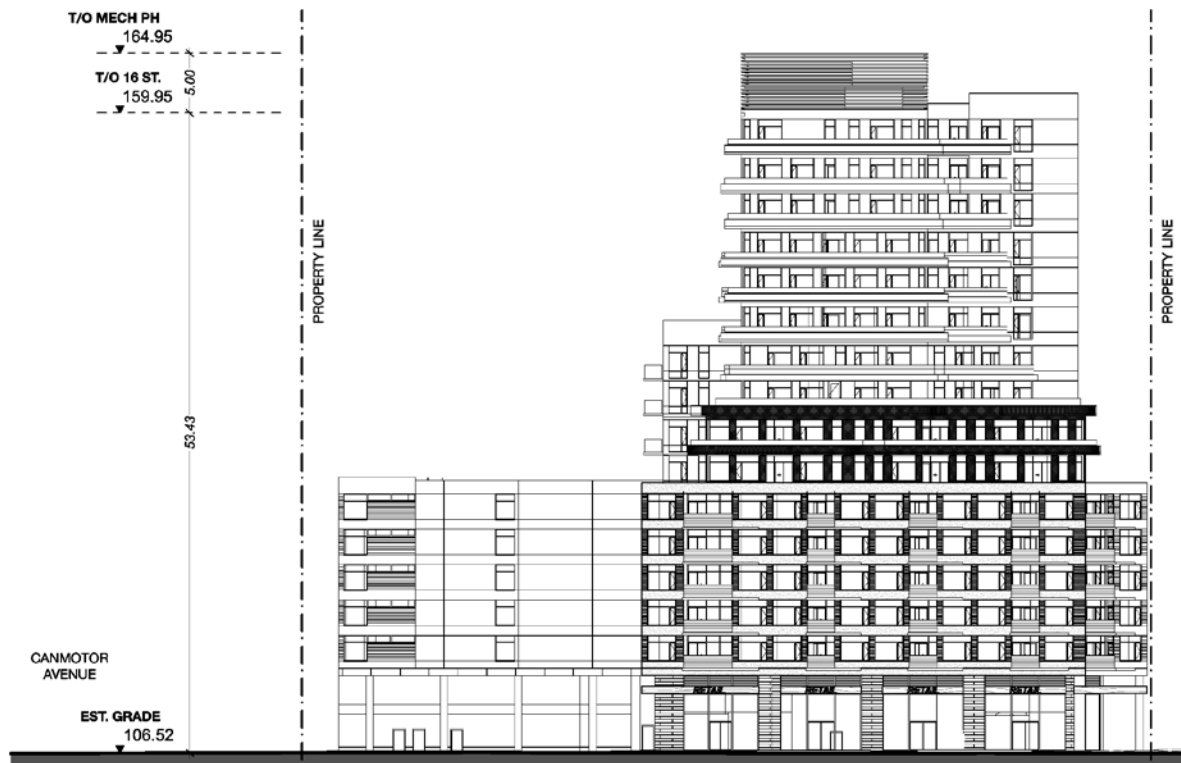 T/O MECH PH
164.95
5.00
T/O 16 ST.
159.95
PROPERTY LINE
PROPERTY LINE
53.43
CANMOTOR
AVENUE
EST. GRADE
106.52
RETAIL
RETAIL
RETAIL
RETAIL